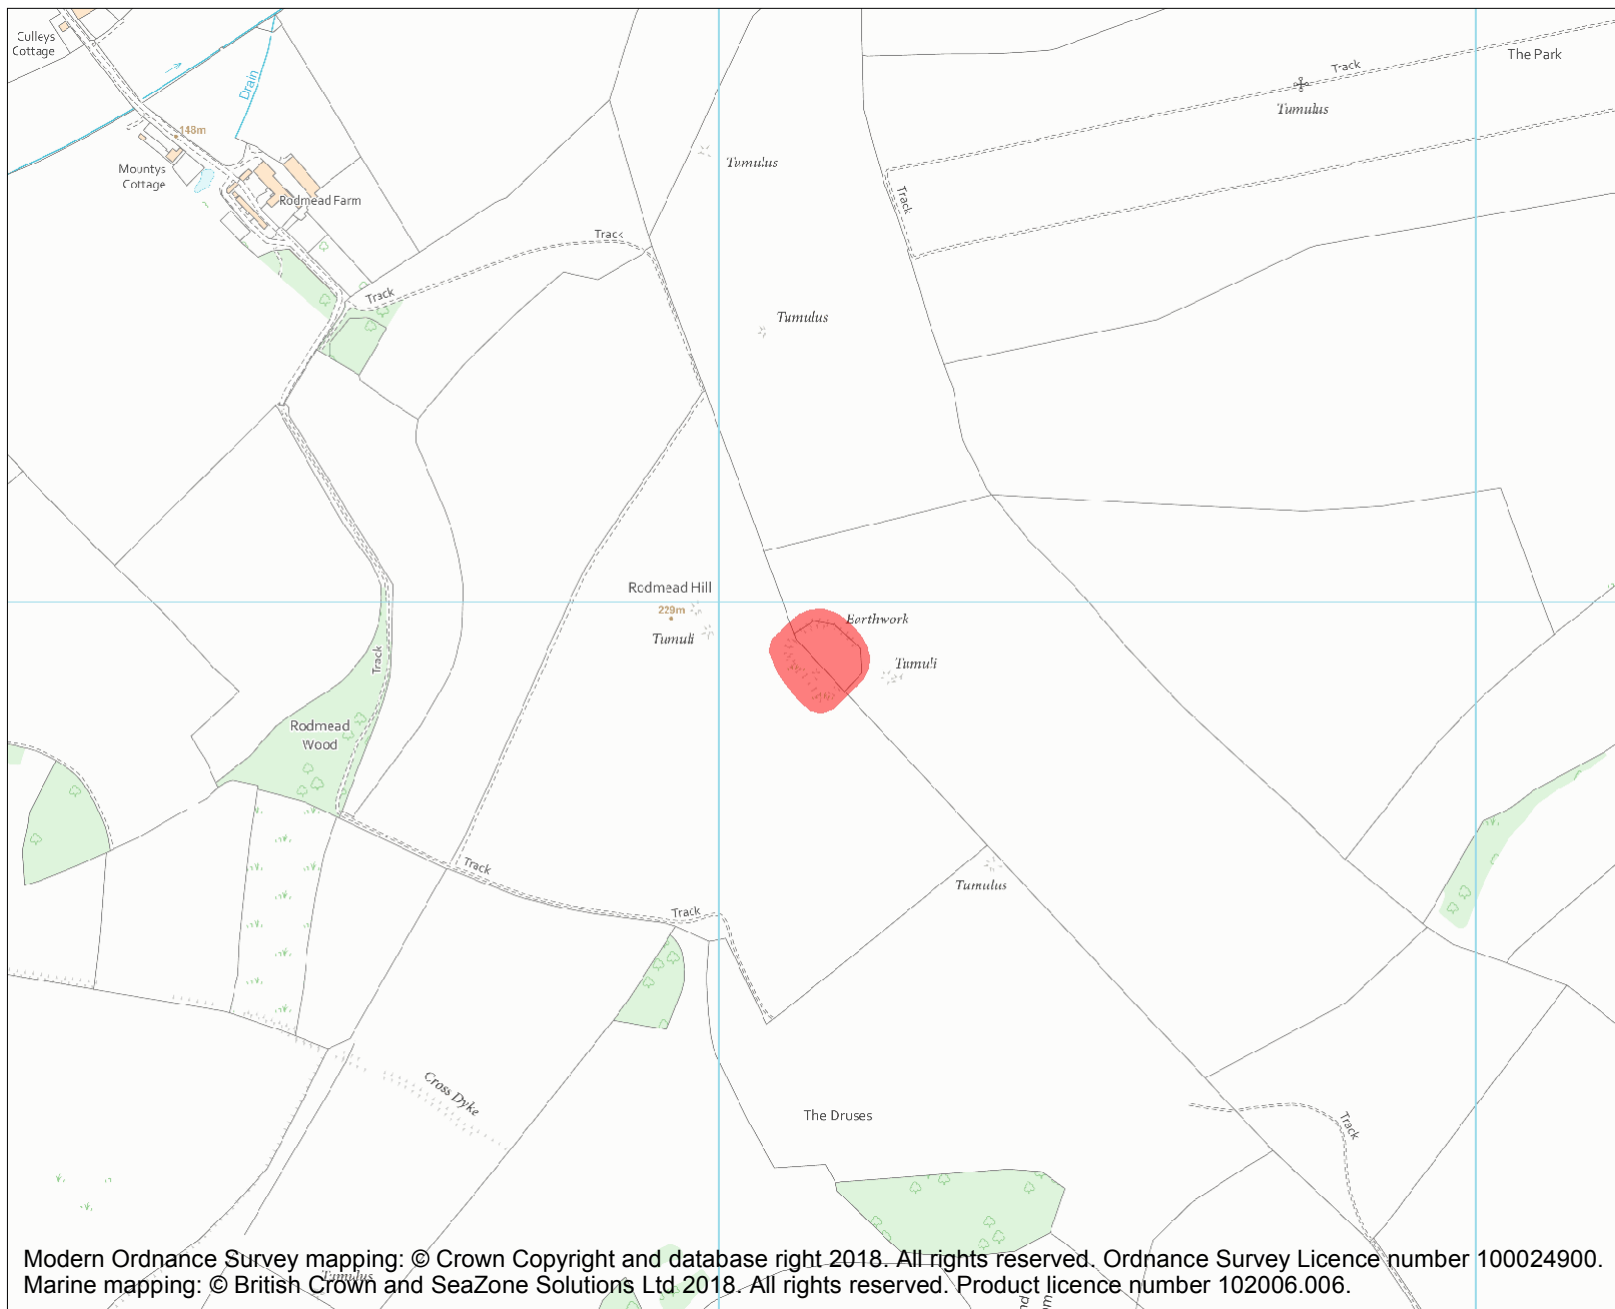 Culleys
Cottage
Drain
148m
Mountys
Cottage
Rodmead Farm
Track
Track
Tumulus
Tumulus
Track
Track
Tumulus
The Park
Rodmead Hill
229m
Tumuli
Earthwork
Tumuli
Track
Rodmead
Wood
Track
Track
Tumulus
Cross Dyke
The Druses
Track
Tumulus
Modern Ordnance Survey mapping: © Crown Copyright and database right 2018. All rights reserved. Ordnance Survey Licence number 100024900.
Marine mapping: © British Crown and SeaZone Solutions Ltd 2018. All rights reserved. Product licence number 102006.006.